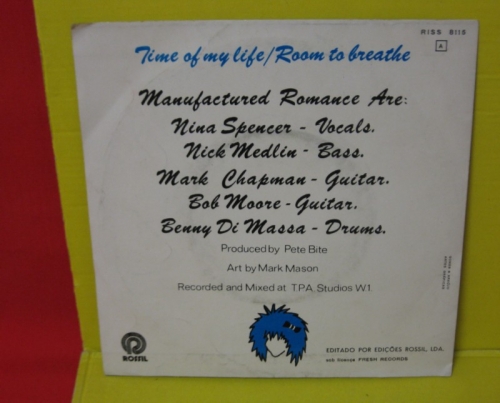 RISS 8118
A
Time of my life/Room to breathe
Manufactured Romance Are:
Nina Spencer - Vocals.
Nick Medlin - Bass.
Mark Chapman - Guitar.
Bob Moore - Guitar.
Benny Di Massa - Drums.
Produced by Pete Bite
Art by Mark Mason
Recorded and Mixed at T.P.A. Studios W1.
ROSSIL
EDITADO POR EDIÇÕES ROSSIL, LDA.
sob licença FRESH RECORDS